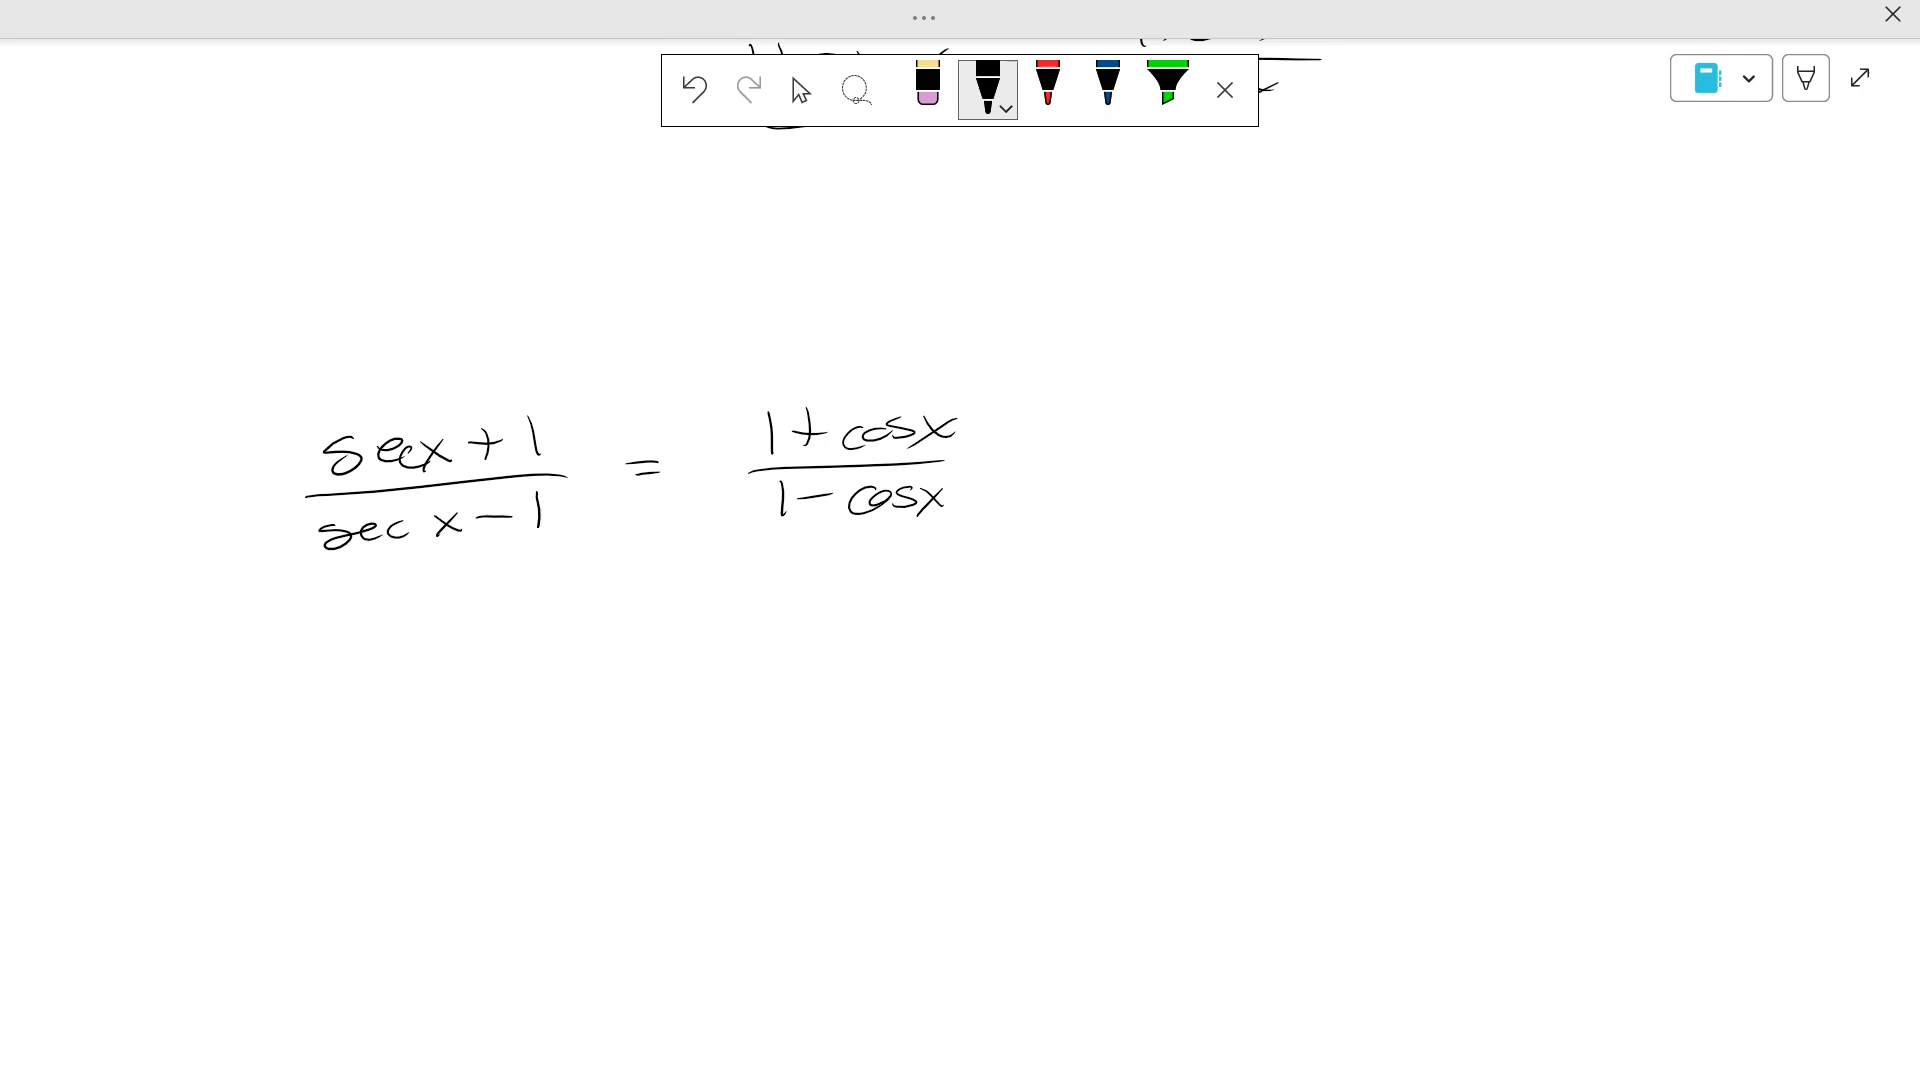 sec x + 1 = 1 + cos x
sec x - 1   1 - cos x